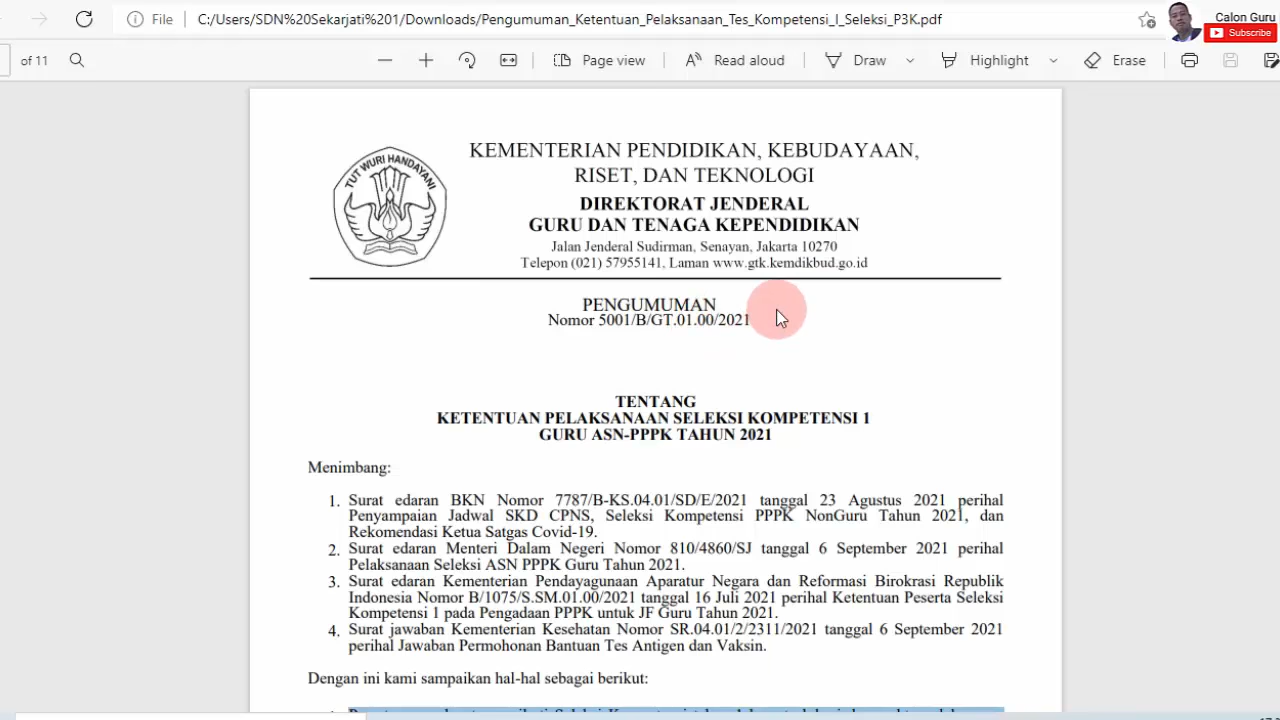 File C:/Users/SDN%20Sekarjati%201/Downloads/Pengumuman_Ketentuan_Pelaksanaan_Tes_Kompetensi_I_Seleksi_P3K.pdf
Calon Guru
Subscribe
of 11 Page view Read aloud Draw Highlight Erase
TUT WURI HANDAYANI
KEMENTERIAN PENDIDIKAN, KEBUDAYAAN,
RISET, DAN TEKNOLOGI
DIREKTORAT JENDERAL
GURU DAN TENAGA KEPENDIDIKAN
Jalan Jenderal Sudirman, Senayan, Jakarta 10270
Telepon (021) 57955141, Laman www.gtk.kemdikbud.go.id
PENGUMUMAN
Nomor 5001/B/GT.01.00/2021
TENTANG
KETENTUAN PELAKSANAAN SELEKSI KOMPETENSI 1
GURU ASN-PPPK TAHUN 2021
Menimbang:
1. Surat edaran BKN Nomor 7787/B-KS.04.01/SD/E/2021 tanggal 23 Agustus 2021 perihal
Penyampaian Jadwal SKD CPNS, Seleksi Kompetensi PPPK NonGuru Tahun 2021, dan
Rekomendasi Ketua Satgas Covid-19.
2. Surat edaran Menteri Dalam Negeri Nomor 810/4860/SJ tanggal 6 September 2021 perihal
Pelaksanaan Seleksi ASN PPPK Guru Tahun 2021.
3. Surat edaran Kementerian Pendayagunaan Aparatur Negara dan Reformasi Birokrasi Republik
Indonesia Nomor B/1075/S.SM.01.00/2021 tanggal 16 Juli 2021 perihal Ketentuan Peserta Seleksi
Kompetensi 1 pada Pengadaan PPPK untuk JF Guru Tahun 2021.
4. Surat jawaban Kementerian Kesehatan Nomor SR.04.01/2/2311/2021 tanggal 6 September 2021
perihal Jawaban Permohonan Bantuan Tes Antigen dan Vaksin.
Dengan ini kami sampaikan hal-hal sebagai berikut: